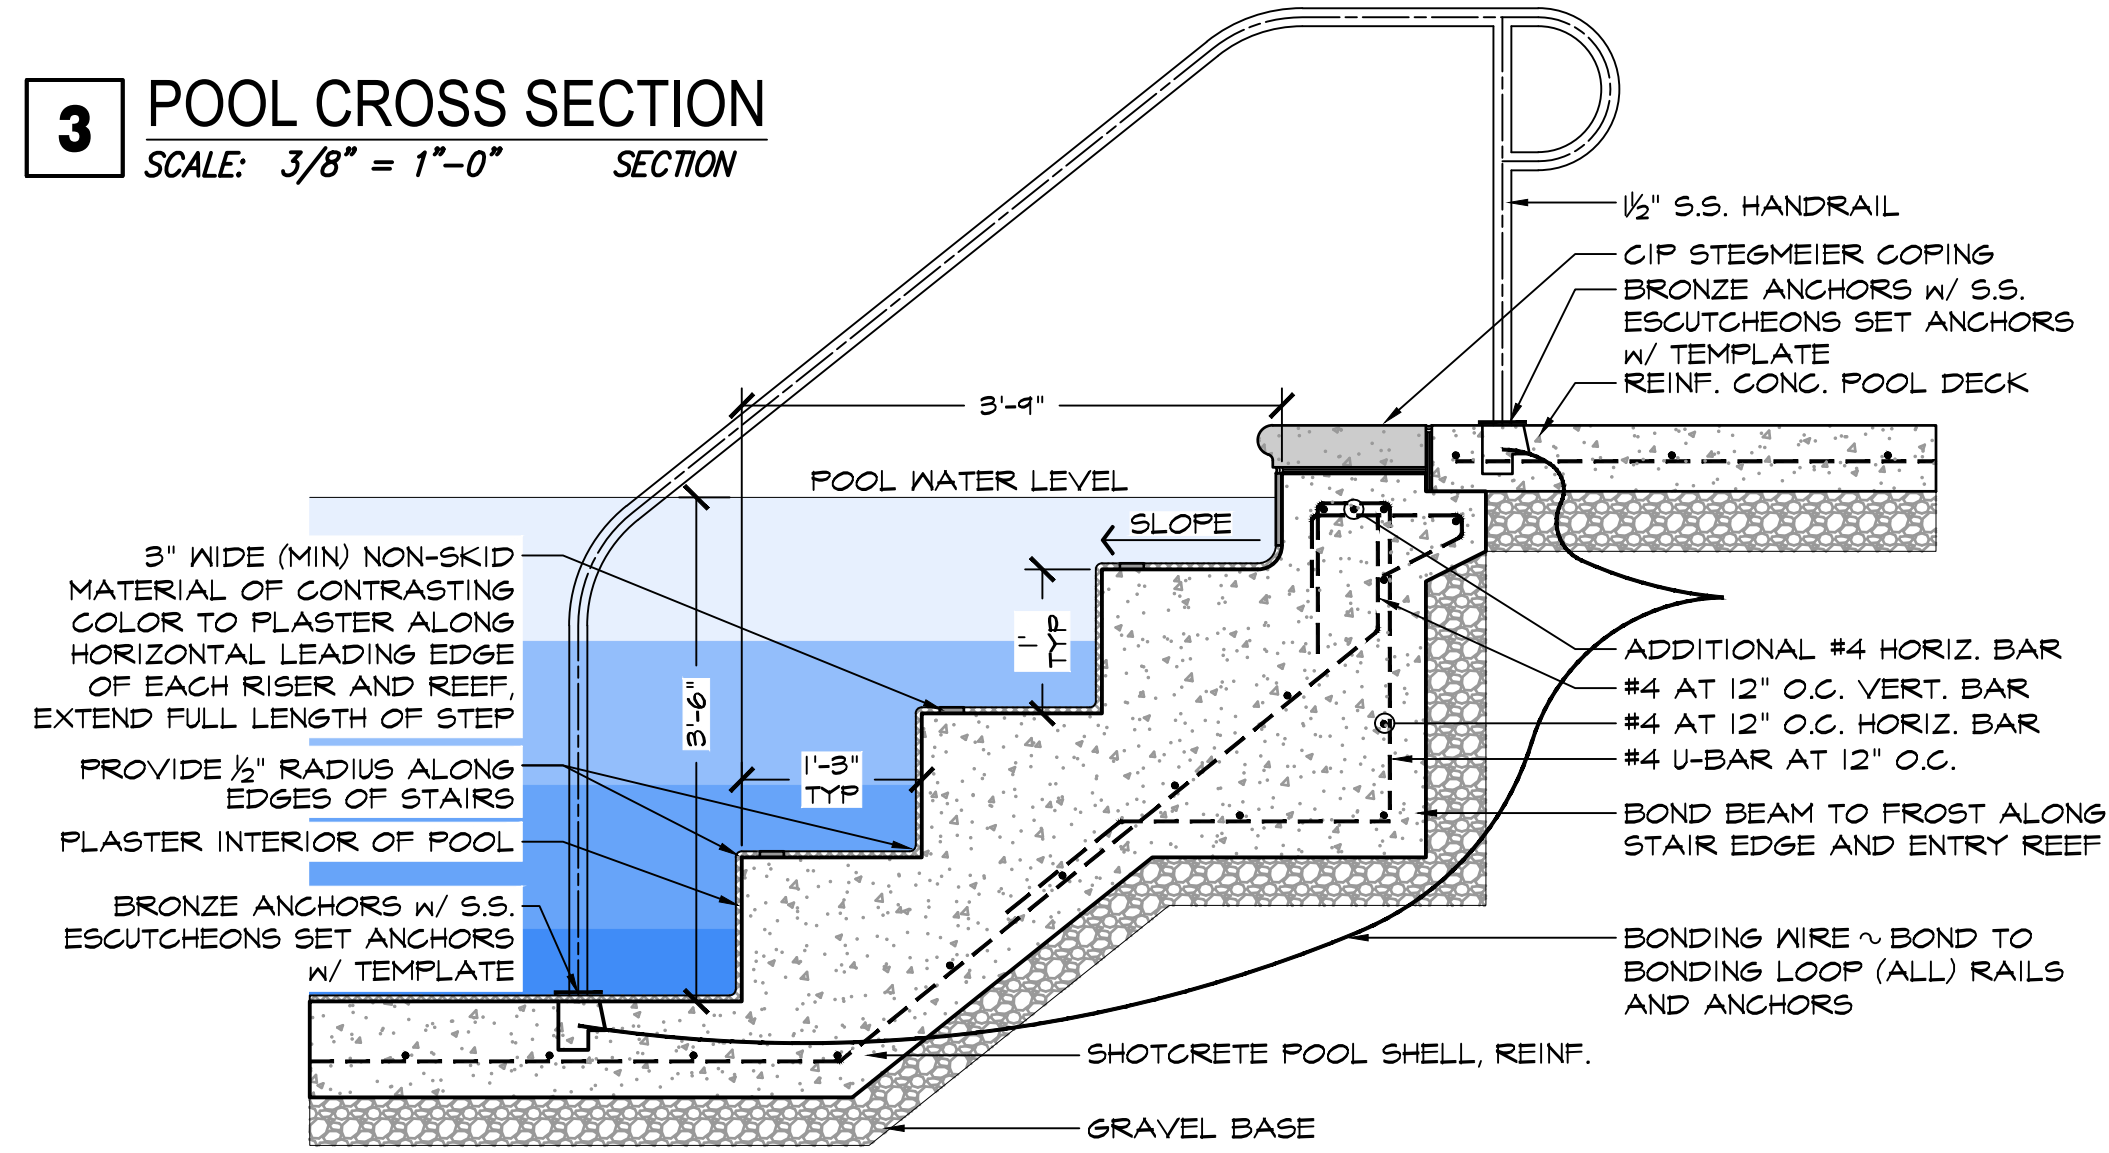 3
POOL CROSS SECTION
SCALE: 3/8" = 1"-0" SECTION
1/2" S.S. HANDRAIL
CIP STEGMEIER COPING
BRONZE ANCHORS W/ S.S.
ESCUTCHEONS SET ANCHORS
W/ TEMPLATE
REINF. CONC. POOL DECK
3'-9"
POOL WATER LEVEL
SLOPE
1'
TYP
3'-6"
1'-3"
TYP
3" WIDE (MIN) NON-SKID
MATERIAL OF CONTRASTING
COLOR TO PLASTER ALONG
HORIZONTAL LEADING EDGE
OF EACH RISER AND REEF,
EXTEND FULL LENGTH OF STEP
PROVIDE 1/2" RADIUS ALONG
EDGES OF STAIRS
PLASTER INTERIOR OF POOL
BRONZE ANCHORS W/ S.S.
ESCUTCHEONS SET ANCHORS
W/ TEMPLATE
ADDITIONAL #4 HORIZ. BAR
#4 AT 12" O.C. VERT. BAR
#4 AT 12" O.C. HORIZ. BAR
#4 U-BAR AT 12" O.C.
BOND BEAM TO FROST ALONG
STAIR EDGE AND ENTRY REEF
BONDING WIRE ~ BOND TO
BONDING LOOP (ALL) RAILS
AND ANCHORS
SHOTCRETE POOL SHELL, REINF.
GRAVEL BASE